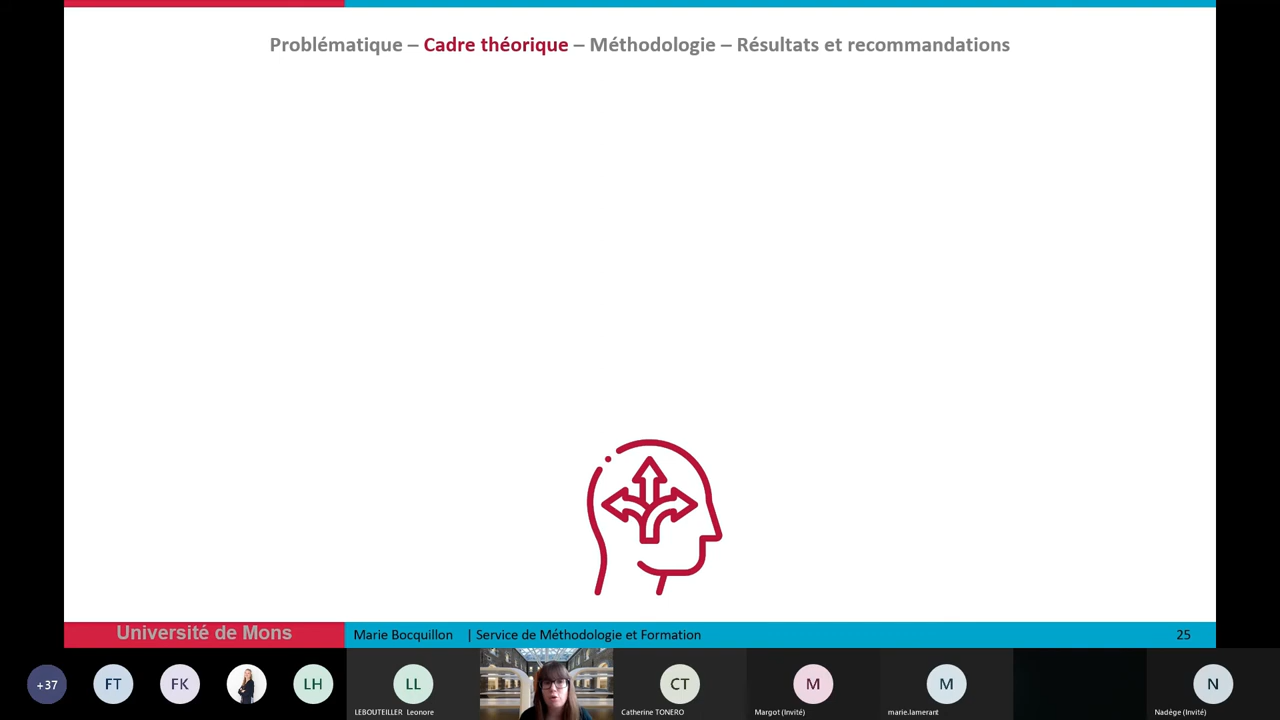 Problématique – Cadre théorique – Méthodologie – Résultats et recommandations
Université de Mons
Marie Bocquillon | Service de Méthodologie et Formation
25
+37
FT
FK
LH
LL
CT
M
M
N
LEBOUTEILLER Leonore
Catherine TONERO
Margot (Invité)
marie.lamerant
Nadège (Invité)